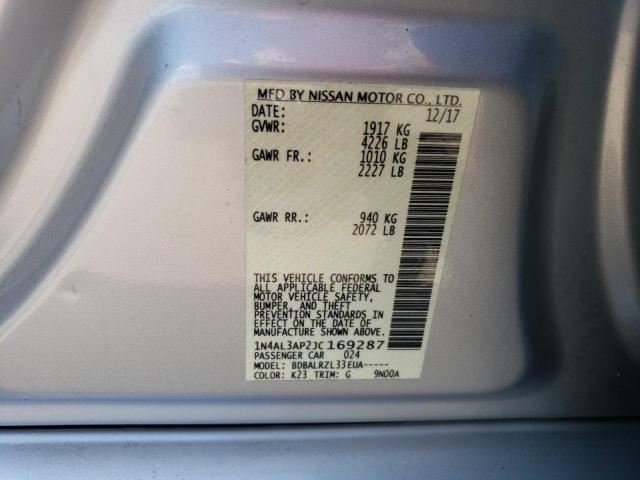 MFD BY NISSAN MOTOR CO., LTD.
DATE: 12/17
GVWR: 1917 KG
4226 LB
GAWR FR.: 1010 KG
2227 LB
GAWR RR.: 940 KG
2072 LB
THIS VEHICLE CONFORMS TO
ALL APPLICABLE FEDERAL
MOTOR VEHICLE SAFETY,
BUMPER, AND THEFT
PREVENTION STANDARDS IN
EFFECT ON THE DATE OF
MANUFACTURE SHOWN ABOVE.
1N4AL3AP2JC169287
PASSENGER CAR 024
MODEL: BDBALRZL33EUA-----
COLOR: K23 TRIM: G 9N00A